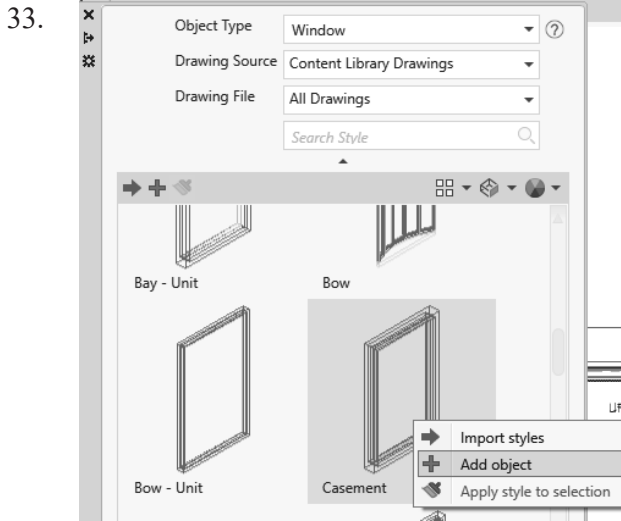 33.
Object Type Window
Drawing Source Content Library Drawings
Drawing File All Drawings
Search Style
Bay - Unit Bow
Bow - Unit Casement
Import styles
Add object
Apply style to selection